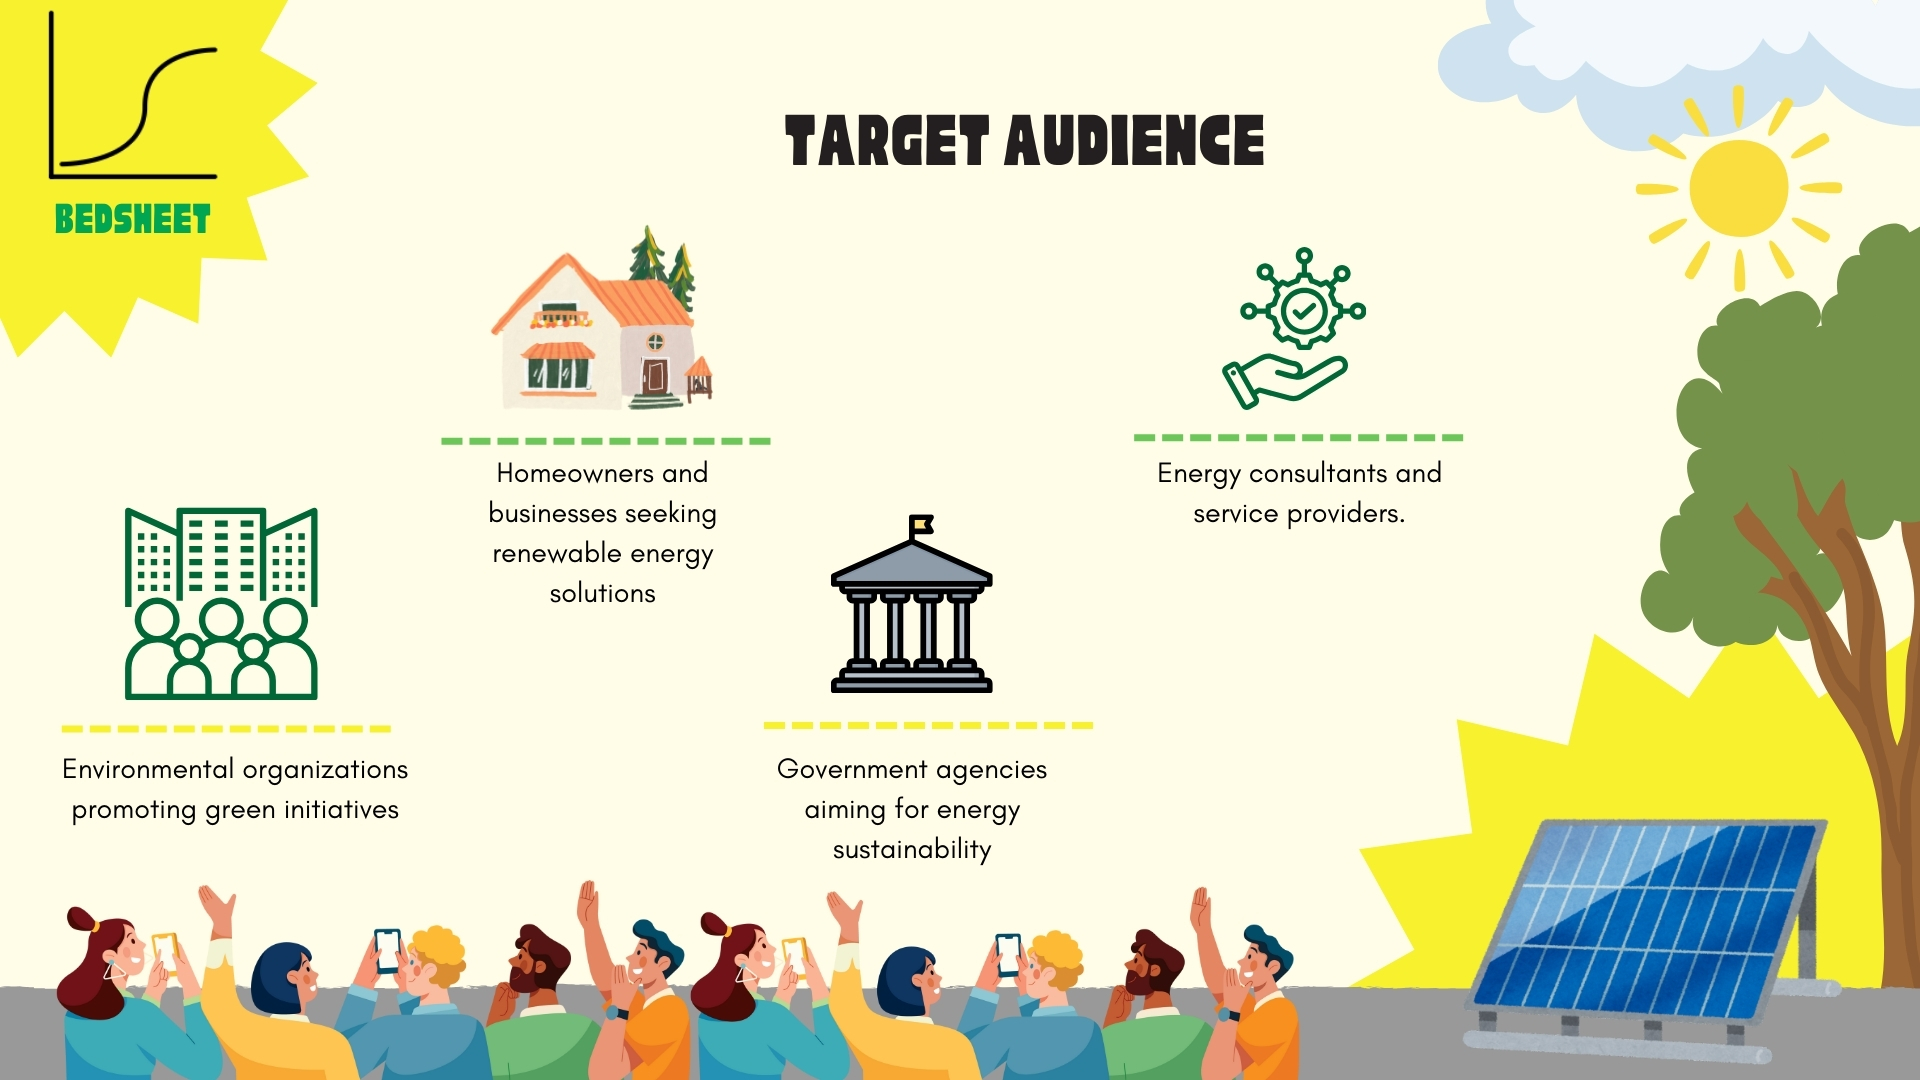 BEDSHEET
TARGET AUDIENCE
Homeowners and
businesses seeking
renewable energy
solutions
Energy consultants and
service providers.
Environmental organizations
promoting green initiatives
Government agencies
aiming for energy
sustainability